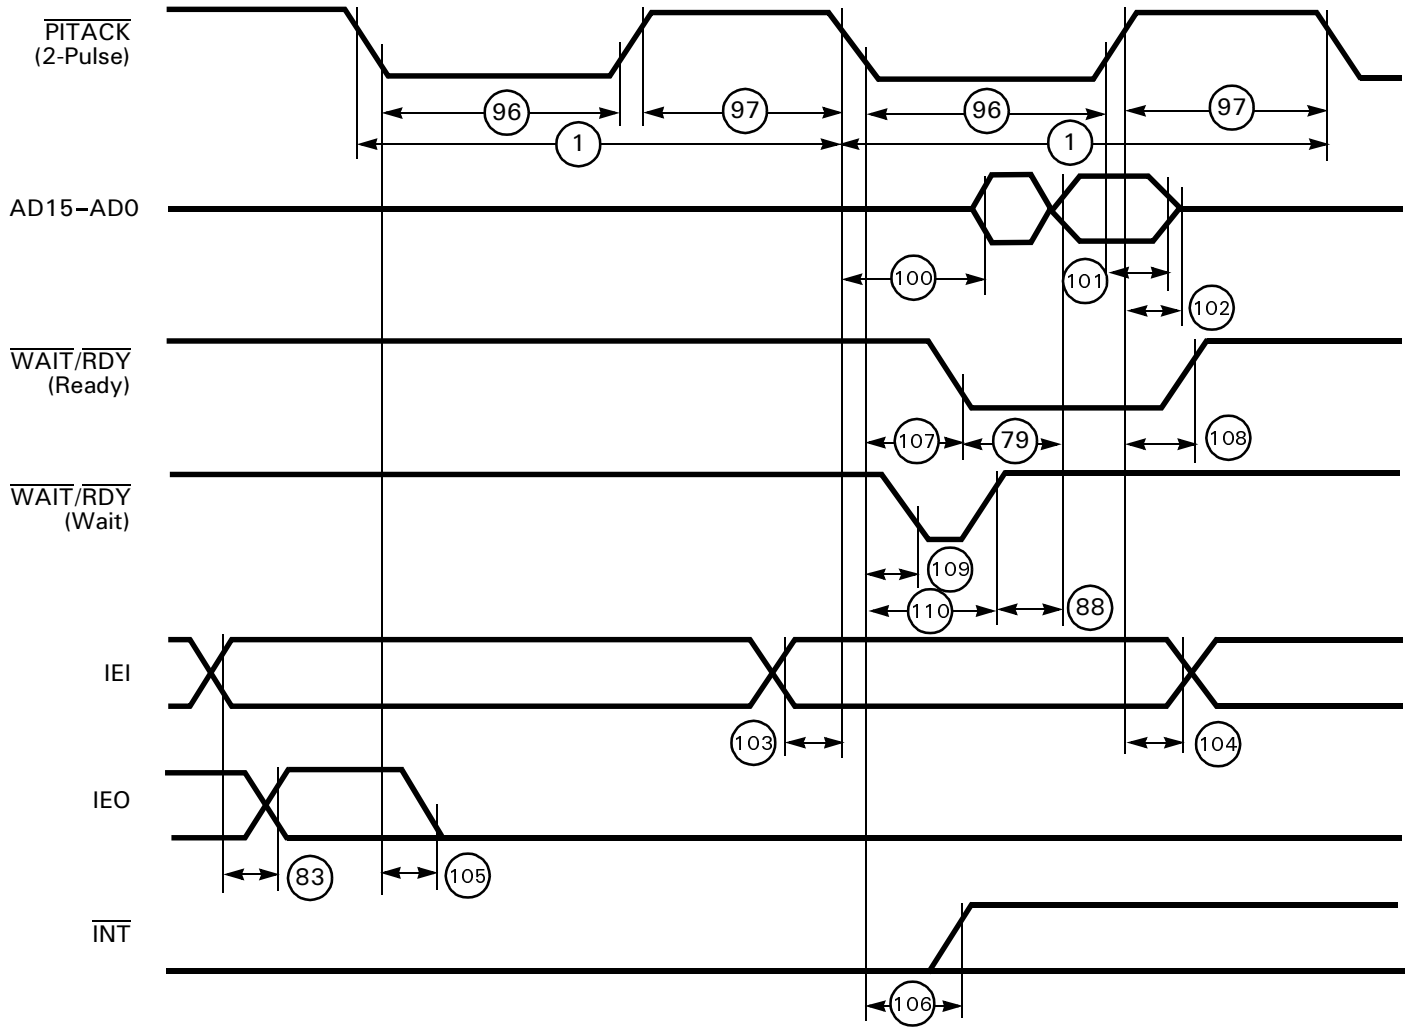 PITACK
(2-Pulse)
96 97 96 97
1 1
AD15–AD0
100 101
102
WAIT/RDY
(Ready)
107 79 108
WAIT/RDY
(Wait)
109
110 88
IEI
103 104
IEO
83 105
INT
106